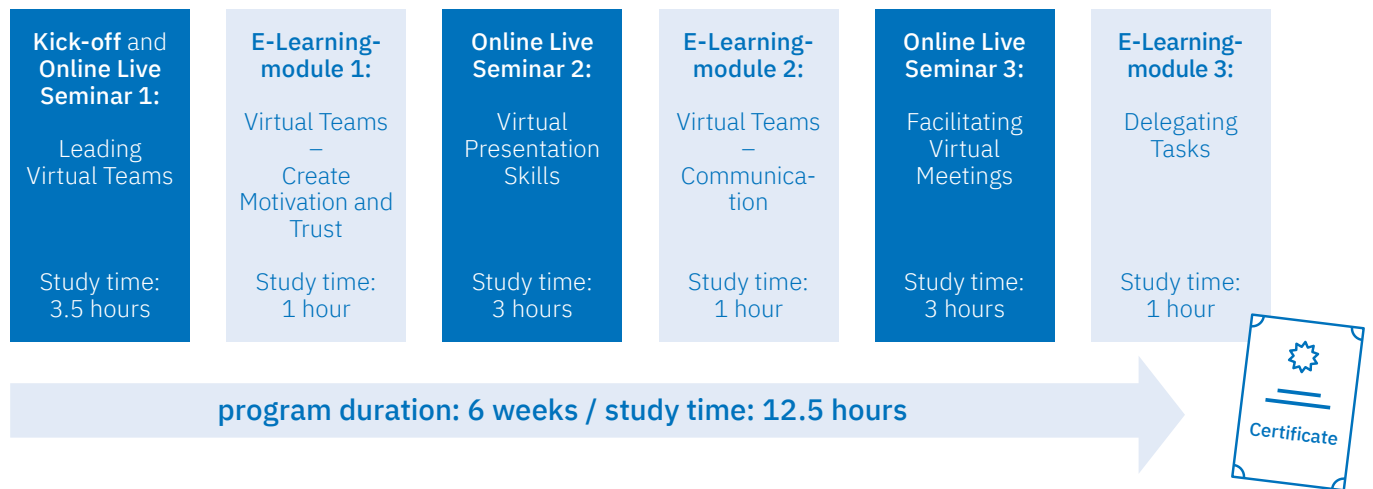 Kick-off and
Online Live
Seminar 1:
Leading
Virtual Teams
Study time:
3.5 hours
E-Learning-
module 1:
Virtual Teams
–
Create
Motivation and
Trust
Study time:
1 hour
Online Live
Seminar 2:
Virtual
Presentation
Skills
Study time:
3 hours
E-Learning-
module 2:
Virtual Teams
–
Communica-
tion
Study time:
1 hour
Online Live
Seminar 3:
Facilitating
Virtual
Meetings
Study time:
3 hours
E-Learning-
module 3:
Delegating
Tasks
Study time:
1 hour
program duration: 6 weeks / study time: 12.5 hours
Certificate